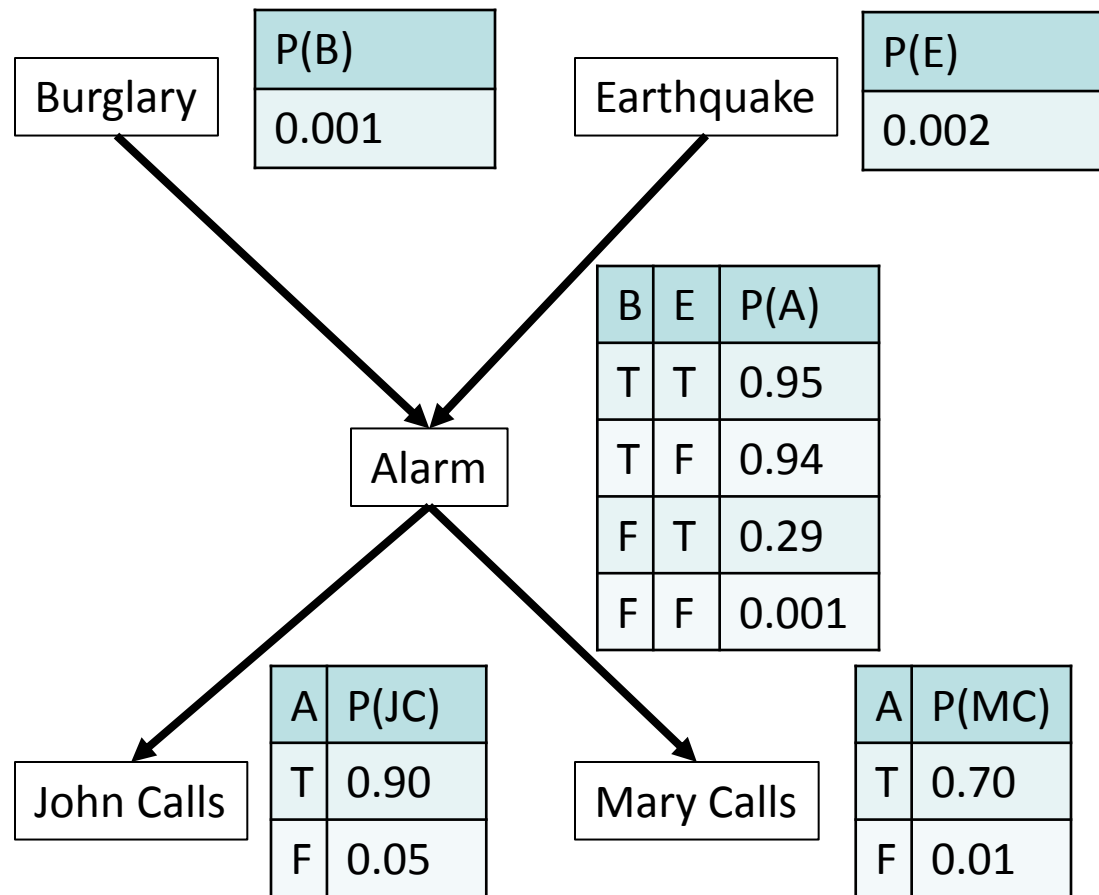 P(B)
0.001
Burglary
P(E)
0.002
Earthquake
B E P(A)
T T 0.95
T F 0.94
F T 0.29
F F 0.001
Alarm
A P(JC)
T 0.90
F 0.05
John Calls
A P(MC)
T 0.70
F 0.01
Mary Calls